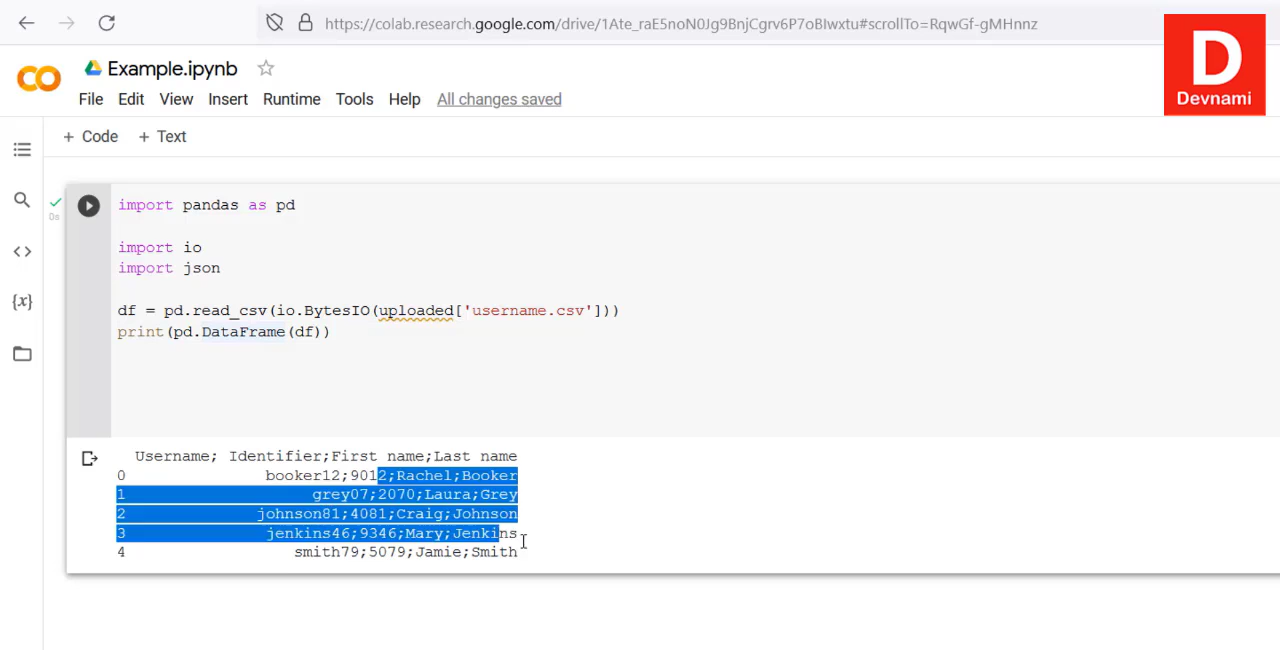 https://colab.research.google.com/drive/1Ate_raE5noN0Jg9BnjCgrv6P7oBIwxtu#scrollTo=RqwGf-gMHnnz
D
Devnami
CO
Example.ipynb
File Edit View Insert Runtime Tools Help All changes saved
+ Code + Text
import pandas as pd
0s
import io
import json
{x}
df = pd.read_csv(io.BytesIO(uploaded['username.csv']))
print(pd.DataFrame(df))
Username; Identifier;First name;Last name
0 booker12;9012;Rachel;Booker
1 grey07;2070;Laura;Grey
2 johnson81;4081;Craig;Johnson
3 jenkins46;9346;Mary;Jenkins
4 smith79;5079;Jamie;Smith